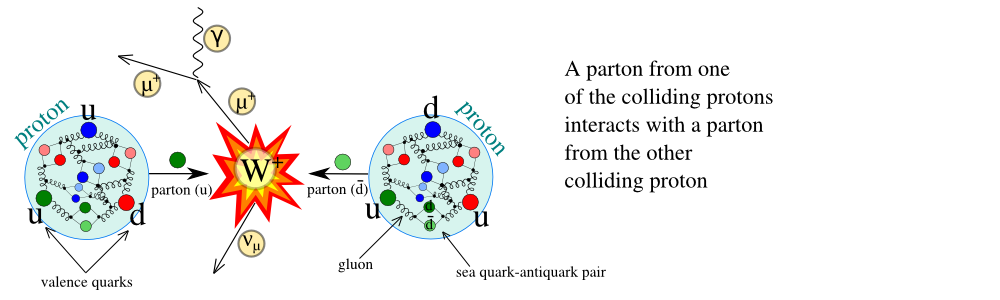 γ
μ+
μ+
proton
u
u
d
valence quarks
parton (u)
W+
νμ
parton (d̄)
proton
d
u
u
d
d̄
gluon
sea quark-antiquark pair
A parton from one
of the colliding protons
interacts with a parton
from the other
colliding proton